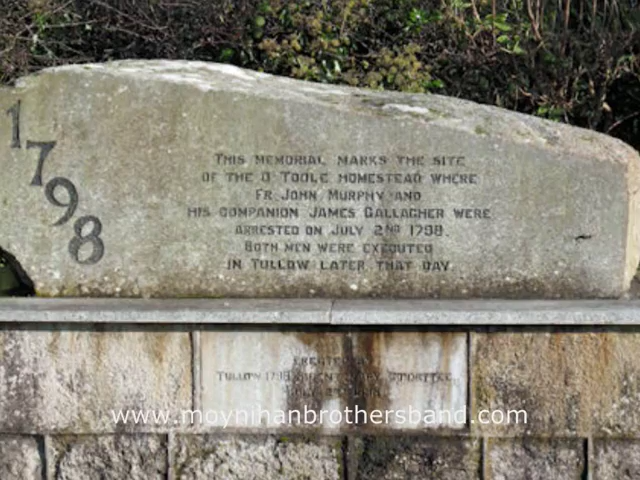 1798
THIS MEMORIAL MARKS THE SITE
OF THE O TOOLE HOMESTEAD WHERE
FR JOHN MURPHY AND
HIS COMPANION JAMES GALLAGHER WERE
ARRESTED ON JULY 2ND 1798.
BOTH MEN WERE EXECUTED
IN TULLOW LATER THAT DAY.
ERECTED BY
TULLOW 1798
www.moynihanbrothersband.com